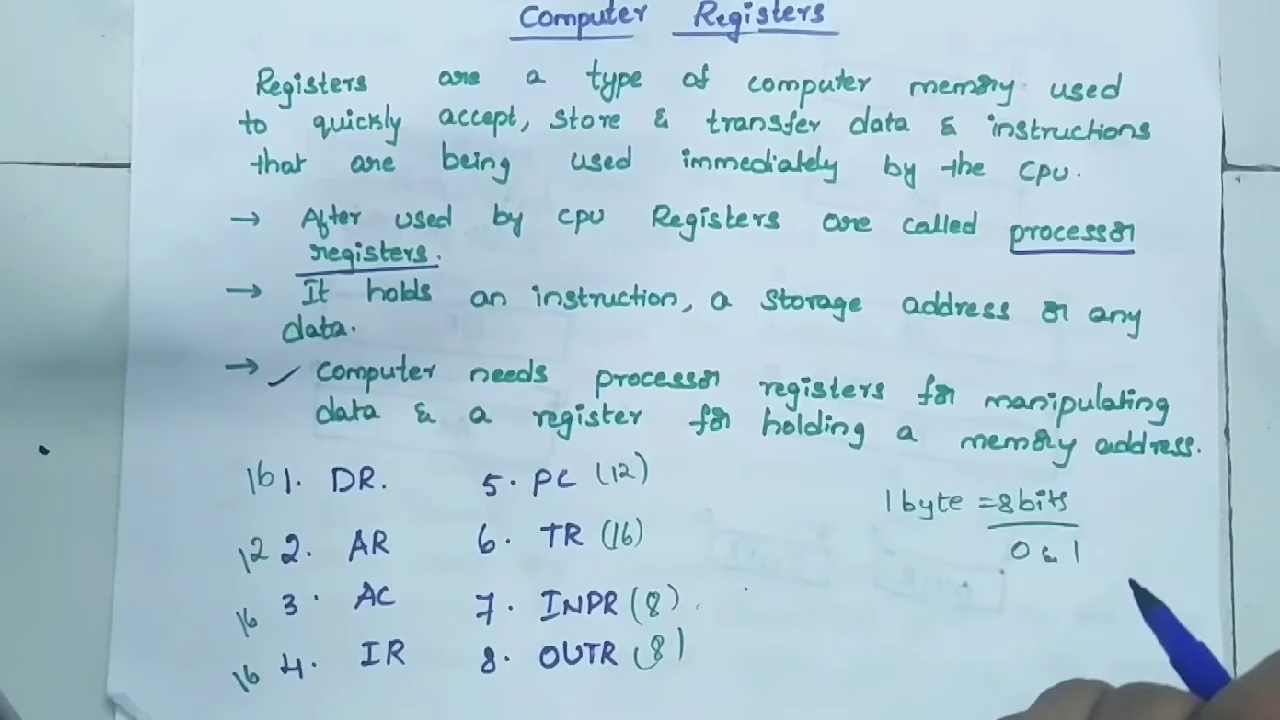 Computer Registers
Registers are a type of computer memory used
to quickly accept, store & transfer data & instructions
that are being used immediately by the CPU.
→ After used by CPU Registers are called processor
registers.
→ It holds an instruction, a storage address or any
data.
→ ✓ Computer needs processor registers for manipulating
data & a register for holding a memory address.
16 1. DR. 5. PC (12)
1 byte = 8 bits
12 2. AR 6. TR (16)
0 & 1
16 3. AC 7. INPR (8)
16 4. IR 8. OUTR (8)